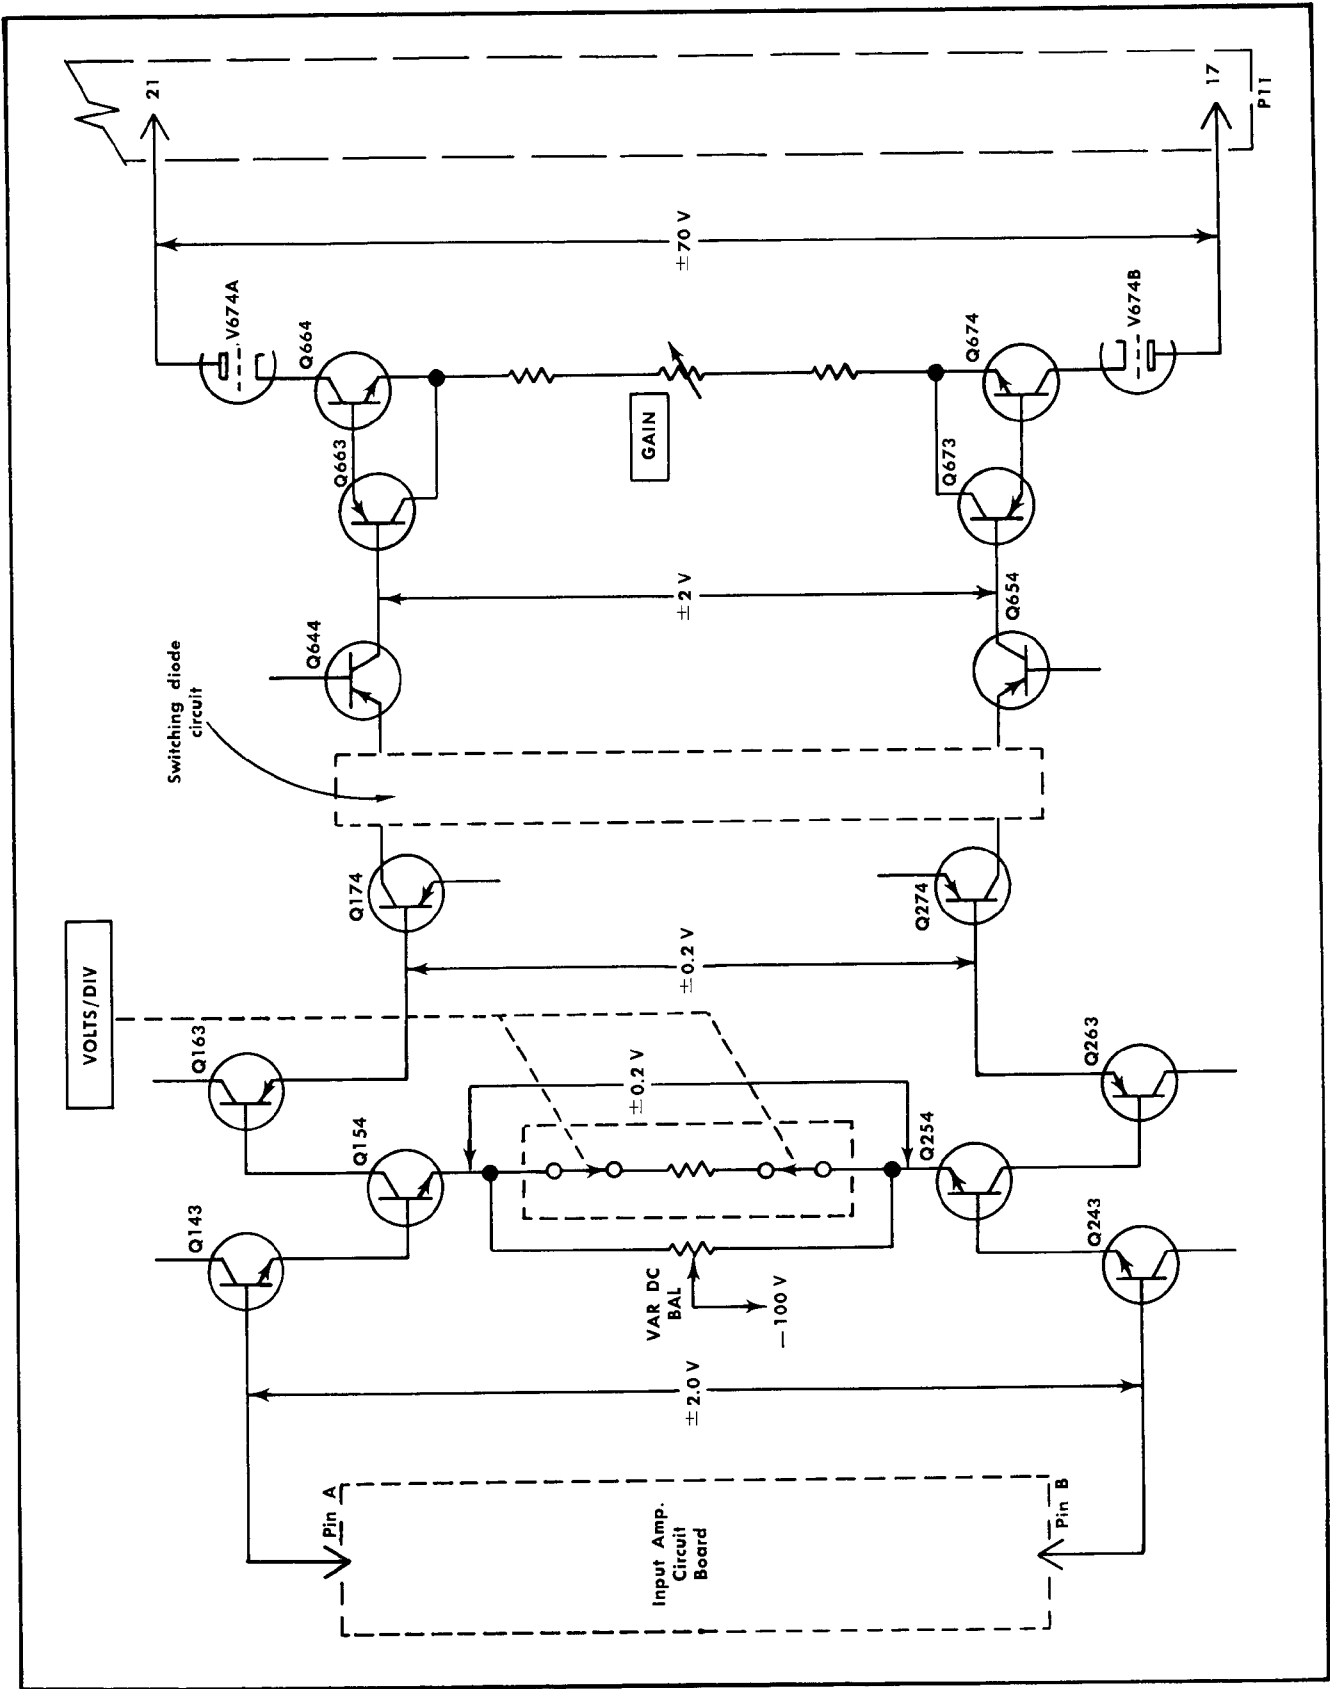 Input Amp.
Circuit
Board
Pin A
Pin B
±2.0 V
Q143
Q243
VAR DC
BAL
—100 V
Q154
Q254
±0.2 V
Q163
Q263
VOLTS/DIV
±0.2 V
Q174
Q274
Switching diode
circuit
Q644
Q654
±2 V
Q663
Q673
GAIN
Q664
Q674
V674A
V674B
±70 V
21
17
P11